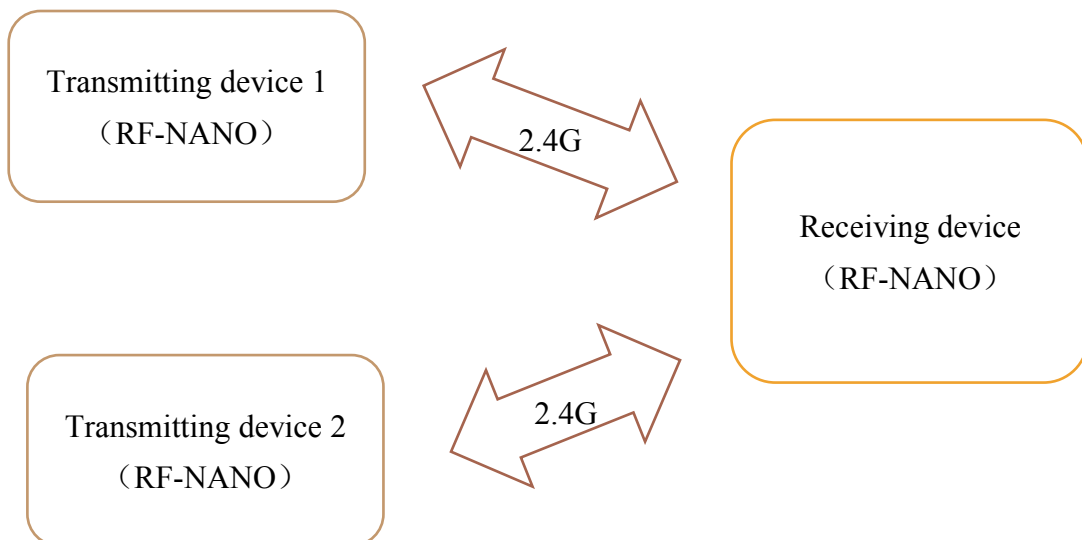 Transmitting device 1
（RF-NANO）
2.4G
Receiving device
（RF-NANO）
Transmitting device 2
（RF-NANO）
2.4G